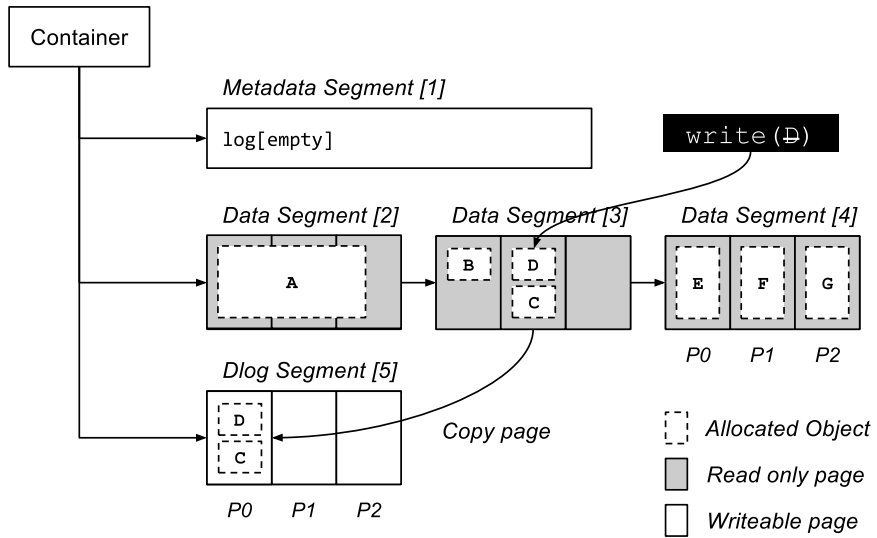 Container
Metadata Segment [1]
log[empty]
write(D)
Data Segment [2]
Data Segment [3]
Data Segment [4]
A
B
D
C
E
F
G
P0
P1
P2
Dlog Segment [5]
D
C
P0
P1
P2
Copy page
Allocated Object
Read only page
Writeable page